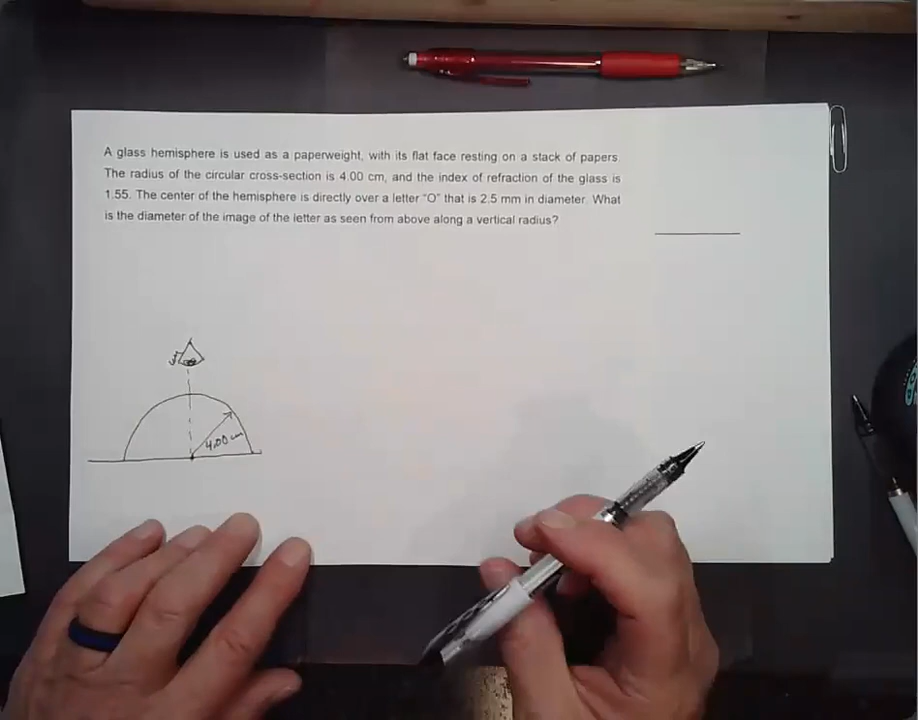 A glass hemisphere is used as a paperweight, with its flat face resting on a stack of papers.
The radius of the circular cross-section is 4.00 cm, and the index of refraction of the glass is
1.55. The center of the hemisphere is directly over a letter “O” that is 2.5 mm in diameter. What
is the diameter of the image of the letter as seen from above along a vertical radius?
4.00 cm